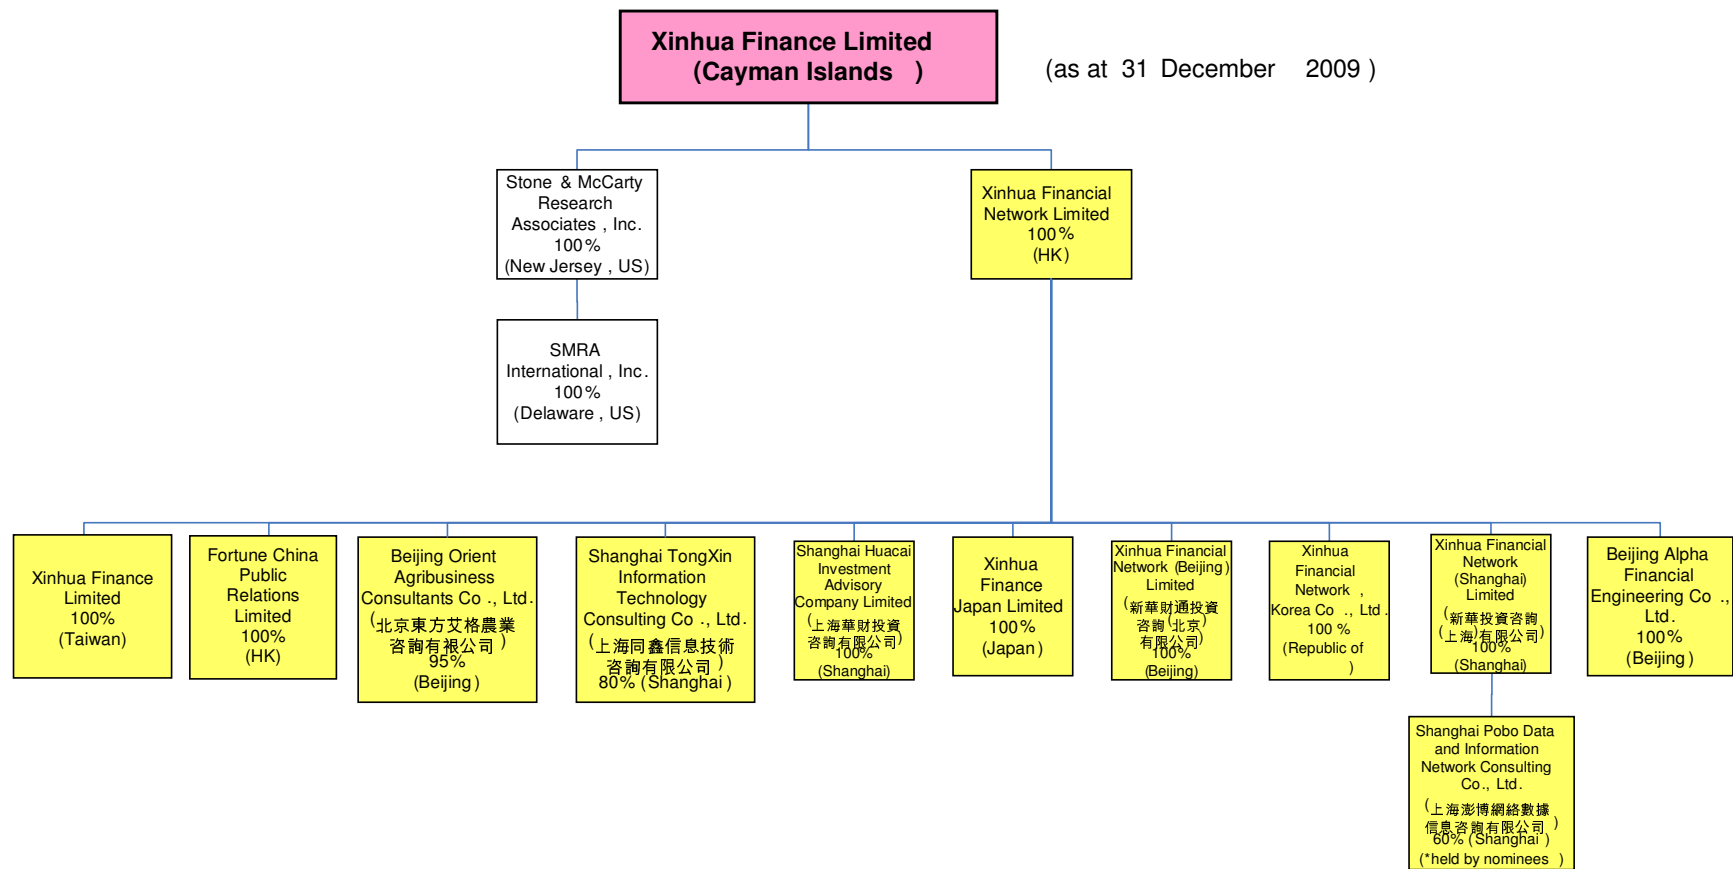 Xinhua Finance Limited
(Cayman Islands )
(as at 31 December 2009 )
Stone & McCarty
Research
Associates , Inc.
100%
(New Jersey , US)
Xinhua Financial
Network Limited
100%
(HK)
SMRA
International , Inc.
100%
(Delaware , US)
Xinhua Finance
Limited
100%
(Taiwan)
Fortune China
Public
Relations
Limited
100%
(HK)
Beijing Orient
Agribusiness
Consultants Co ., Ltd.
(北京東方艾格農業
咨詢有裉公司)
95%
(Beijing )
Shanghai TongXin
Information
Technology
Consulting Co ., Ltd.
(上海同鑫信息技術
咨詢有限公司)
80% (Shanghai )
Shanghai Huacai
Investment
Advisory
Company Limited
(上海華財投資
咨詢有限公司)
100%
(Shanghai)
Xinhua
Finance
Japan Limited
100%
(Japan)
Xinhua Financial
Network (Beijing)
Limited
(新華財通投資
咨詢(北京)
有限公司)
100%
(Beijing)
Xinhua
Financial
Network ,
Korea Co ., Ltd .
100 %
(Republic of
)
Xinhua Financial
Network
(Shanghai)
Limited
(新華投資咨詢
(上海)有限公司)
100%
(Shanghai)
Beijing Alpha
Financial
Engineering Co .,
Ltd.
100%
(Beijing )
Shanghai Pobo Data
and Information
Network Consulting
Co., Ltd.
(上海澎博網絡數據
信息咨詢有限公司)
60% (Shanghai )
(*held by nominees )